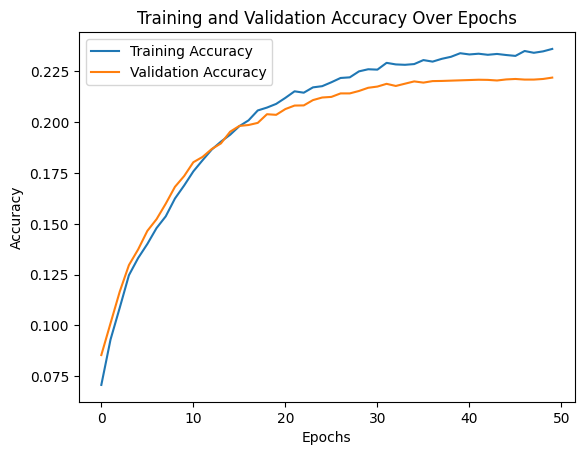 Training and Validation Accuracy Over Epochs
Training Accuracy
Validation Accuracy
Accuracy
0.225
0.200
0.175
0.150
0.125
0.100
0.075
0 10 20 30 40 50
Epochs